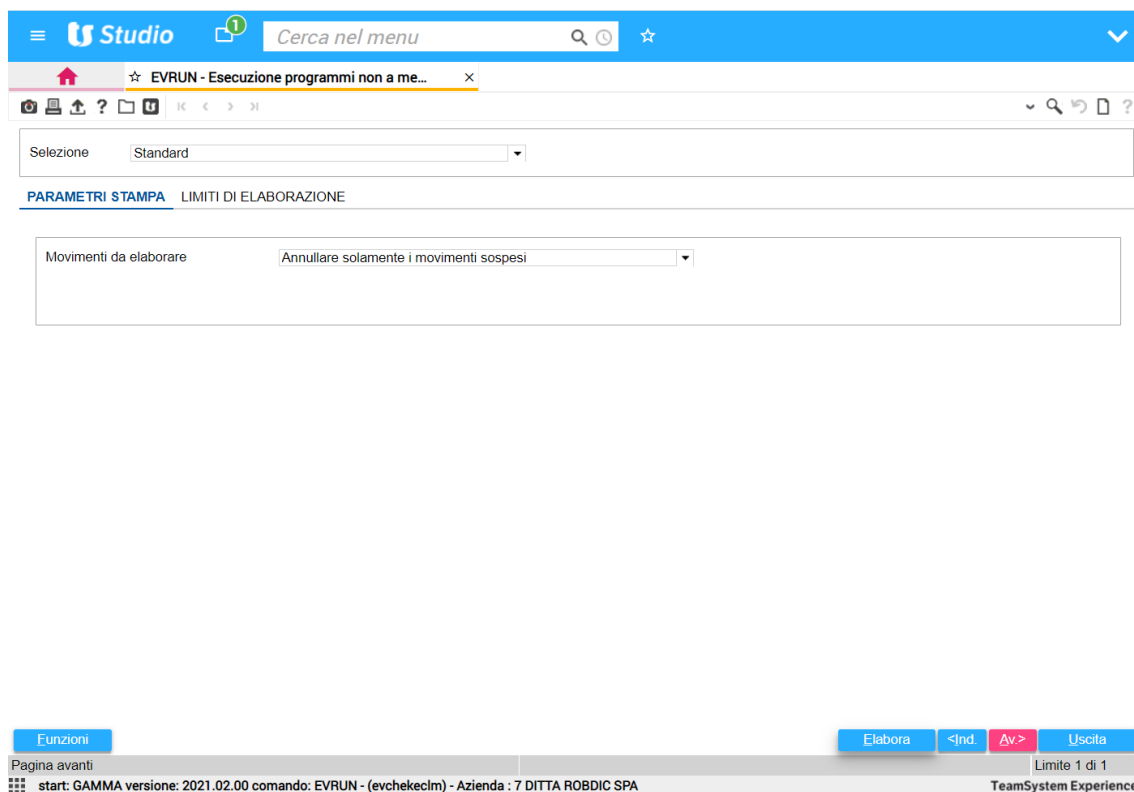 Studio
1
Cerca nel menu
EVRUN - Esecuzione programmi non a me...
Selezione Standard
PARAMETRI STAMPA LIMITI DI ELABORAZIONE
Movimenti da elaborare Annullare solamente i movimenti sospesi
Funzioni Elabora <Ind. Av.> Uscita
Pagina avanti Limite 1 di 1
start: GAMMA versione: 2021.02.00 comando: EVRUN - (evchekeclm) - Azienda : 7 DITTA ROBDIC SPA TeamSystem Experience